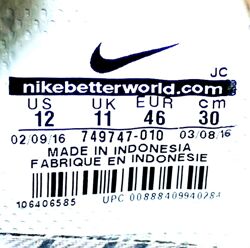 JC
nikebetterworld.com
US UK EUR cm
12 11 46 30
02/09/16 749747-010 03/08/16
MADE IN INDONESIA
FABRIQUE EN INDONESIE
106406585
UPC 00888409940284